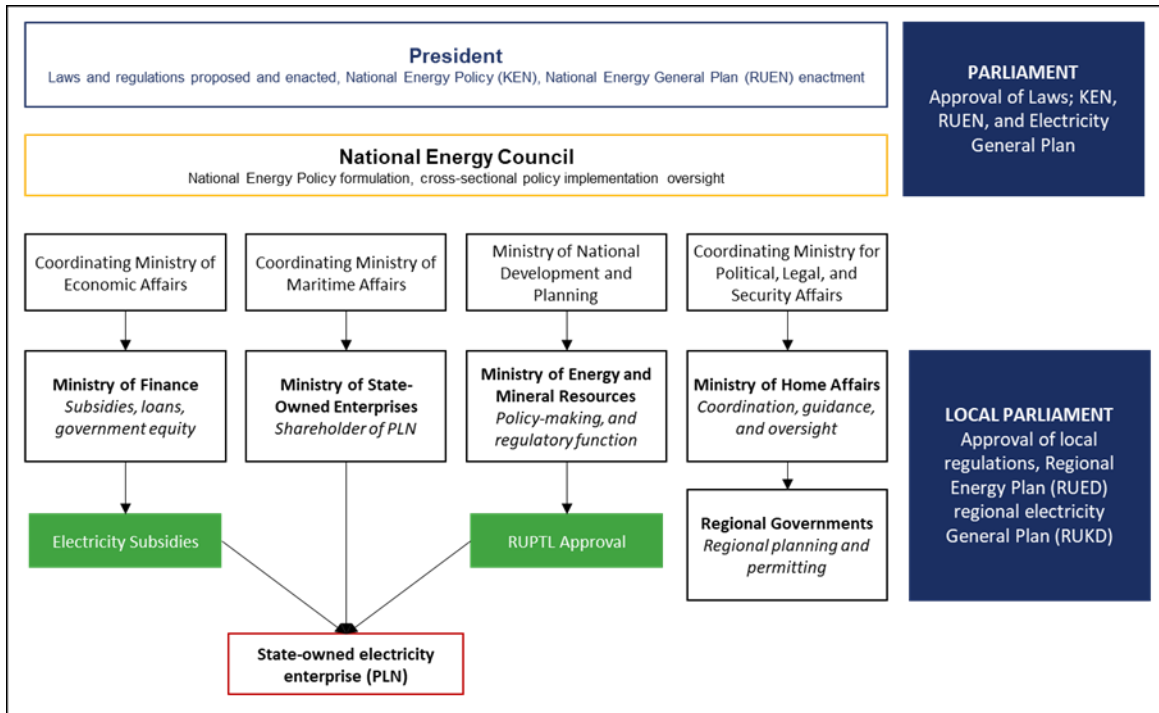 President
Laws and regulations proposed and enacted, National Energy Policy (KEN), National Energy General Plan (RUEN) enactment
PARLIAMENT
Approval of Laws; KEN,
RUEN, and Electricity
General Plan
National Energy Council
National Energy Policy formulation, cross-sectional policy implementation oversight
Coordinating Ministry of
Economic Affairs
Coordinating Ministry of
Maritime Affairs
Ministry of National
Development and
Planning
Coordinating Ministry for
Political, Legal, and
Security Affairs
Ministry of Finance
Subsidies, loans,
government equity
Ministry of State-
Owned Enterprises
Shareholder of PLN
Ministry of Energy and
Mineral Resources
Policy-making, and
regulatory function
Ministry of Home Affairs
Coordination, guidance,
and oversight
LOCAL PARLIAMENT
Approval of local
regulations, Regional
Energy Plan (RUED)
regional electricity
General Plan (RUKD)
Electricity Subsidies
RUPTL Approval
Regional Governments
Regional planning and
permitting
State-owned electricity
enterprise (PLN)